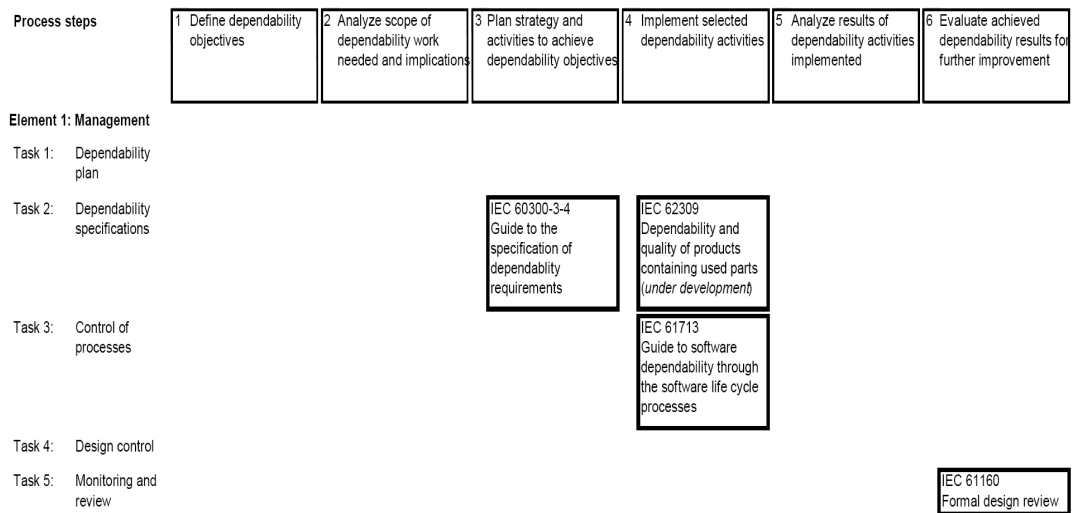 Process steps
1 Define dependability
objectives
2 Analyze scope of
dependability work
needed and implications
3 Plan strategy and
activities to achieve
dependability objectives
4 Implement selected
dependability activities
5 Analyze results of
dependability activities
implemented
6 Evaluate achieved
dependability results for
further improvement
Element 1: Management
Task 1: Dependability
plan
Task 2: Dependability
specifications
IEC 60300-3-4
Guide to the
specification of
dependablity
requirements
IEC 62309
Dependability and
quality of products
containing used parts
(under development)
Task 3: Control of
processes
IEC 61713
Guide to software
dependability through
the software life cycle
processes
Task 4: Design control
Task 5: Monitoring and
review
IEC 61160
Formal design review